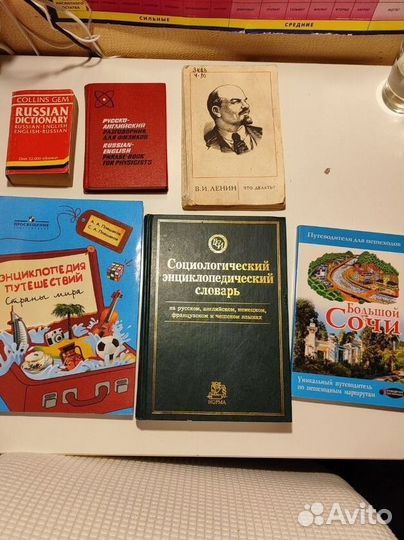 СИЛЬНЫЕ
СРЕДНИЕ
COLLINS GEM
RUSSIAN
DICTIONARY
RUSSIAN-ENGLISH
ENGLISH-RUSSIAN
РУССКО-
АНГЛИЙСКИЙ
РАЗГОВОРНИК
ДЛЯ ФИЗИКОВ
RUSSIAN-
ENGLISH
PHRASE-BOOK
FOR PHYSICISTS
В.И. ЛЕНИН
ЧТО ДЕЛАТЬ?
ПРОСВЕЩЕНИЕ
ЭНЦИКЛОПЕДИЯ
ПУТЕШЕСТВИЙ
Страны мира
Социологический
энциклопедический
словарь
на русском, английском, немецком,
французском и чешском языках
НОРМА
Путеводители для пешеходов
Большой
Сочи
Уникальный путеводитель
по пешеходным маршрутам
Avito